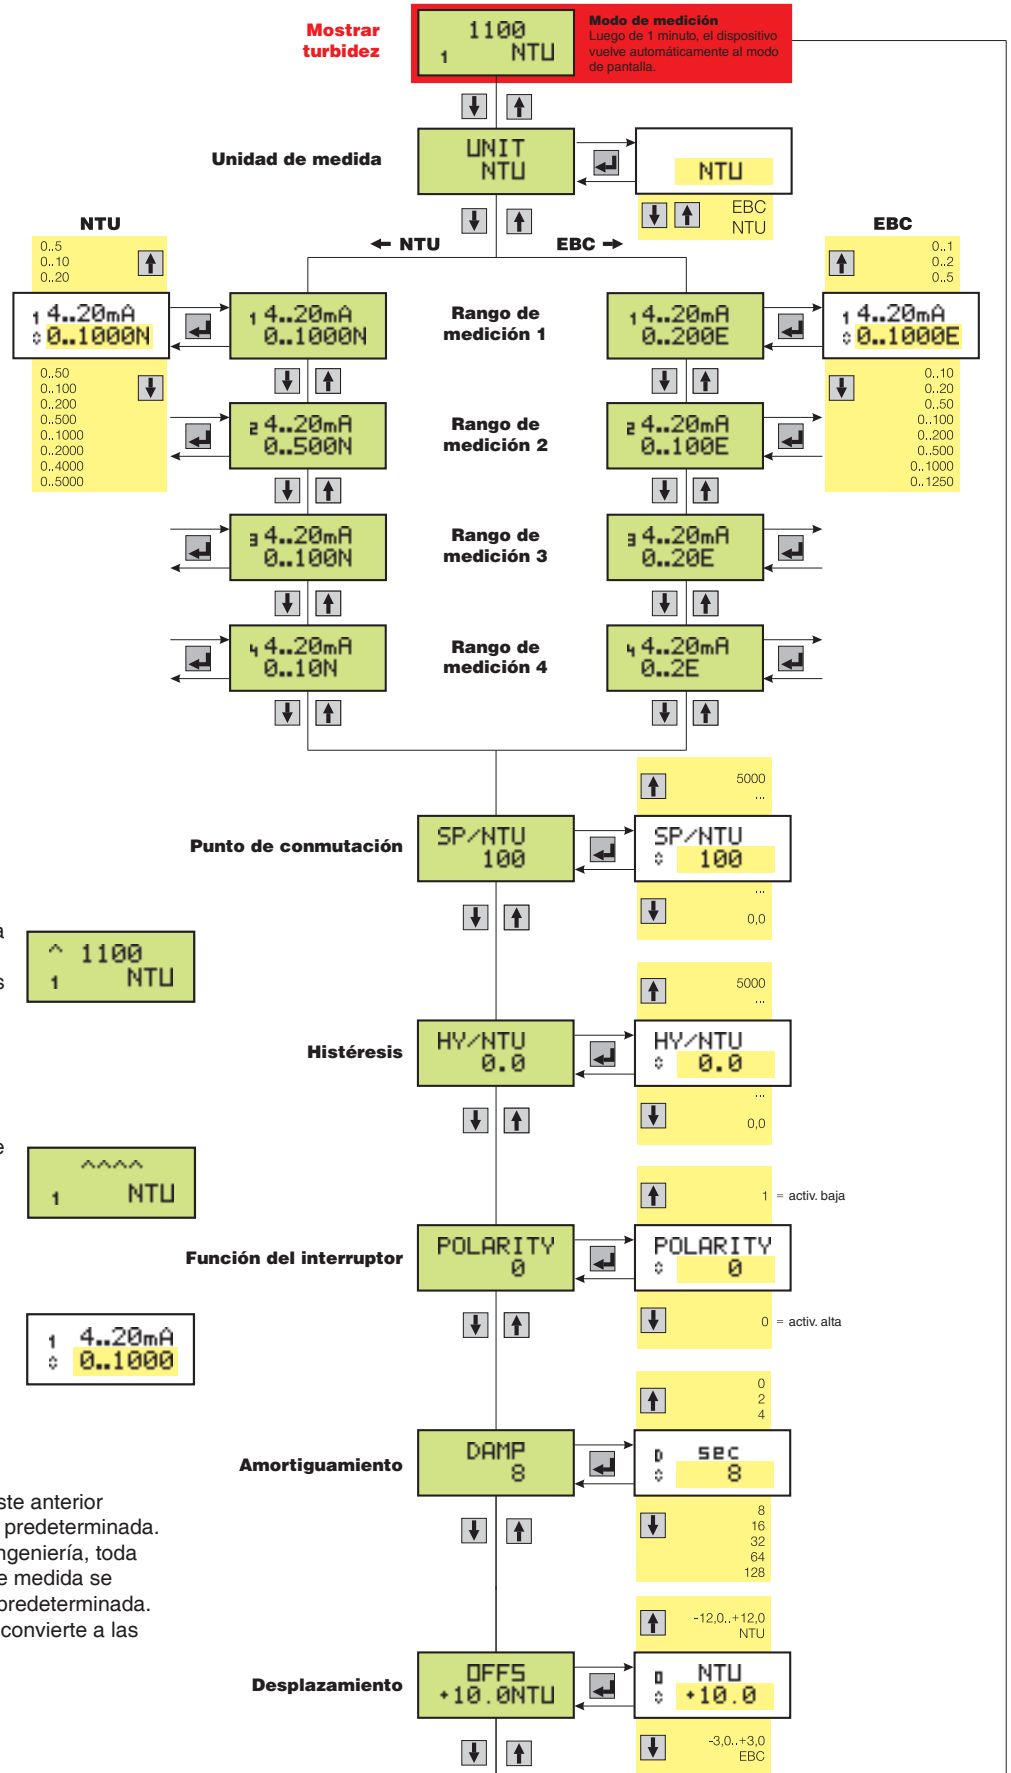 Mostrar
turbidez
1100
1 NTU
Modo de medición
Luego de 1 minuto, el dispositivo
vuelve automáticamente al modo
de pantalla.
Unidad de medida
UNIT
NTU
NTU
EBC
NTU
NTU
← NTU
EBC →
EBC
0..5
0..10
0..20
1 4..20mA
0..1000N
0..50
0..100
0..200
0..500
0..1000
0..2000
0..4000
0..5000
1 4..20mA
0..1000N
Rango de
medición 1
1 4..20mA
0..200E
0..1
0..2
0..5
1 4..20mA
0..1000E
0..10
0..20
0..50
0..100
0..200
0..500
0..1000
0..1250
2 4..20mA
0..500N
Rango de
medición 2
2 4..20mA
0..100E
3 4..20mA
0..100N
Rango de
medición 3
3 4..20mA
0..20E
4 4..20mA
0..10N
Rango de
medición 4
4 4..20mA
0..2E
Punto de conmutación
SP/NTU
100
5000
...
SP/NTU
100
...
0,0
a
s
^ 1100
1 NTU
Histéresis
HY/NTU
0.0
5000
...
HY/NTU
0.0
...
0,0
e
^^^^
1 NTU
Función del interruptor
POLARITY
0
1 = activ. baja
POLARITY
0
0 = activ. alta
1 4..20mA
0..1000
Amortiguamiento
DAMP
8
0
2
4
D sec
8
8
16
32
64
128
ste anterior
predeterminada.
ngeniería, toda
e medida se
predeterminada.
convierte a las
Desplazamiento
OFFS
+10.0NTU
-12,0..+12,0
NTU
O NTU
+10.0
-3,0..+3,0
EBC